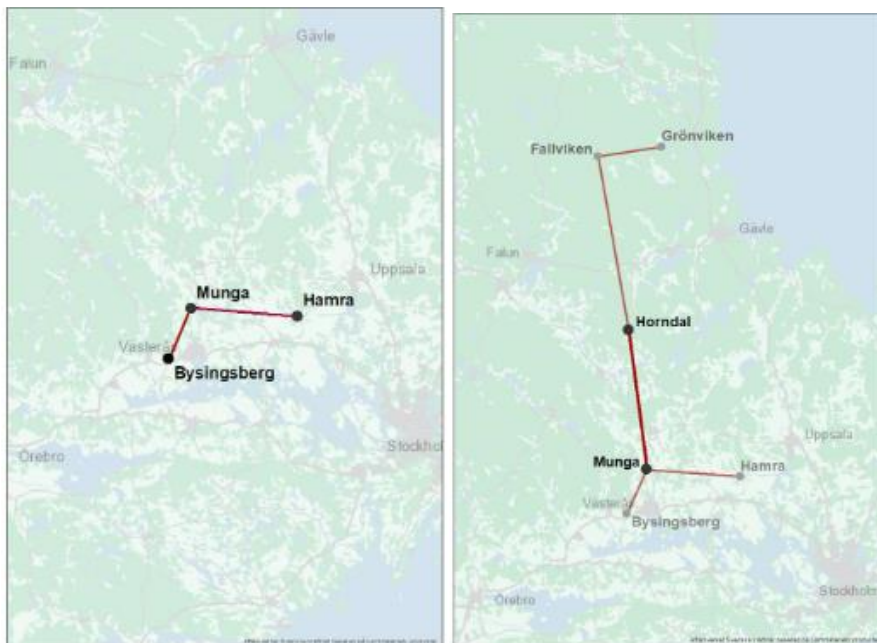 Gävle
Falun
Uppsala
Munga
Hamra
Västerås
Bysingsberg
Stockholm
Örebro
Grönviken
Fallviken
Gävle
Falun
Horndal
Uppsala
Munga
Hamra
Västerås
Bysingsberg
Stockholm
Örebro